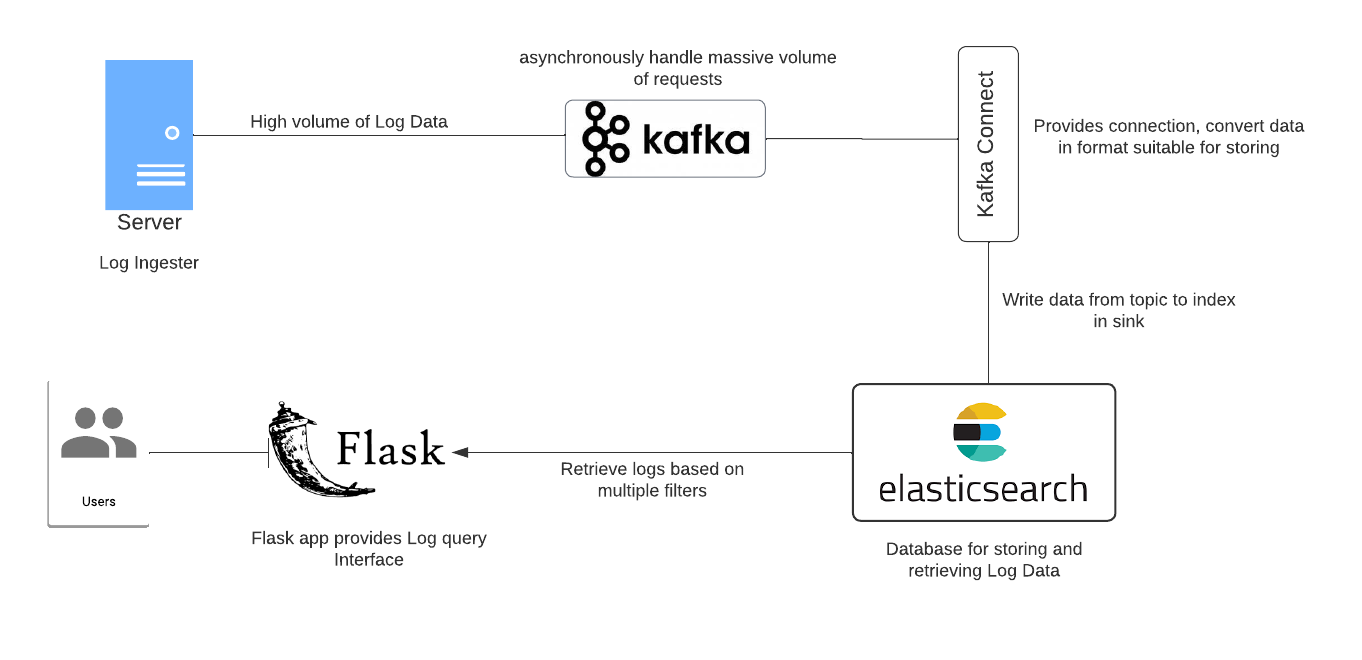 asynchronously handle massive volume
of requests
High volume of Log Data
kafka
Kafka Connect
Provides connection, convert data
in format suitable for storing
Server
Log Ingester
Write data from topic to index
in sink
Users
Flask
Retrieve logs based on
multiple filters
elasticsearch
Flask app provides Log query
Interface
Database for storing and
retrieving Log Data